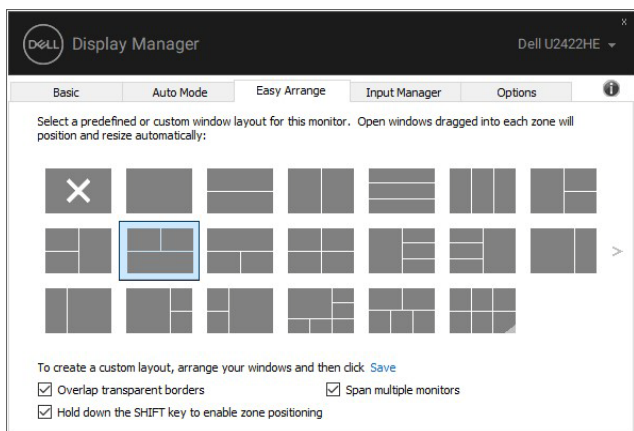 x
DELL Display Manager Dell U2422HE
Basic Auto Mode Easy Arrange Input Manager Options i
Select a predefined or custom window layout for this monitor. Open windows dragged into each zone will
position and resize automatically:
>
To create a custom layout, arrange your windows and then click Save
Overlap transparent borders Span multiple monitors
Hold down the SHIFT key to enable zone positioning